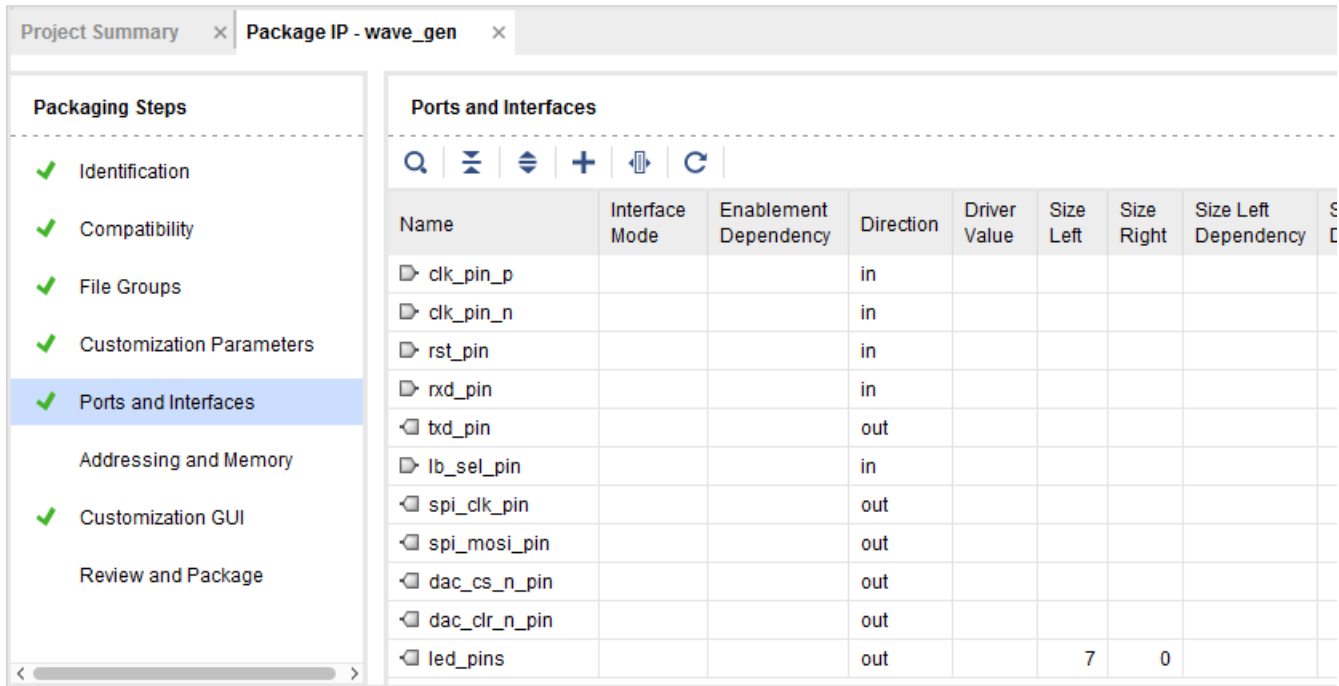 Project Summary
Package IP - wave_gen
Packaging Steps
Identification
Compatibility
File Groups
Customization Parameters
Ports and Interfaces
Addressing and Memory
Customization GUI
Review and Package
Ports and Interfaces
Name Interface Mode Enablement Dependency Direction Driver Value Size Left Size Right Size Left Dependency
clk_pin_p in
clk_pin_n in
rst_pin in
rxd_pin in
txd_pin out
lb_sel_pin in
spi_clk_pin out
spi_mosi_pin out
dac_cs_n_pin out
dac_clr_n_pin out
led_pins out 7 0